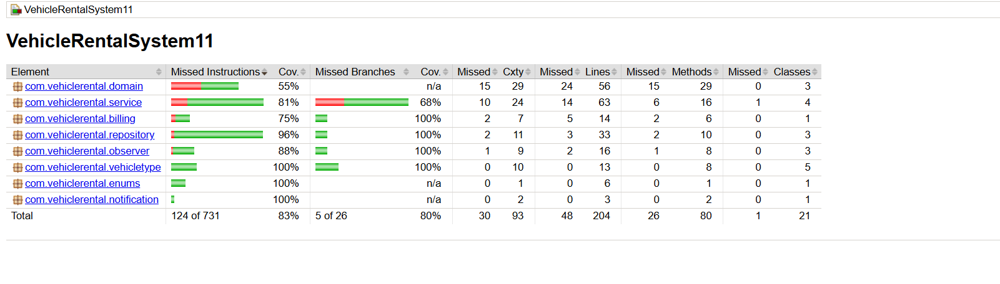 VehicleRentalSystem11
VehicleRentalSystem11
Element Missed Instructions Cov. Missed Branches Cov. Missed Cxty Missed Lines Missed Methods Missed Classes
com.vehiclerental.domain 55% n/a 15 29 24 56 15 29 0 3
com.vehiclerental.service 81% 68% 10 24 14 63 6 16 1 4
com.vehiclerental.billing 75% 100% 2 7 5 14 2 6 0 1
com.vehiclerental.repository 96% 100% 2 11 3 33 2 10 0 3
com.vehiclerental.observer 88% 100% 1 9 2 16 1 8 0 3
com.vehiclerental.vehicletype 100% 100% 0 10 0 13 0 8 0 5
com.vehiclerental.enums 100% n/a 0 1 0 6 0 1 0 1
com.vehiclerental.notification 100% n/a 0 2 0 3 0 2 0 1
Total 124 of 731 83% 5 of 26 80% 30 93 48 204 26 80 1 21